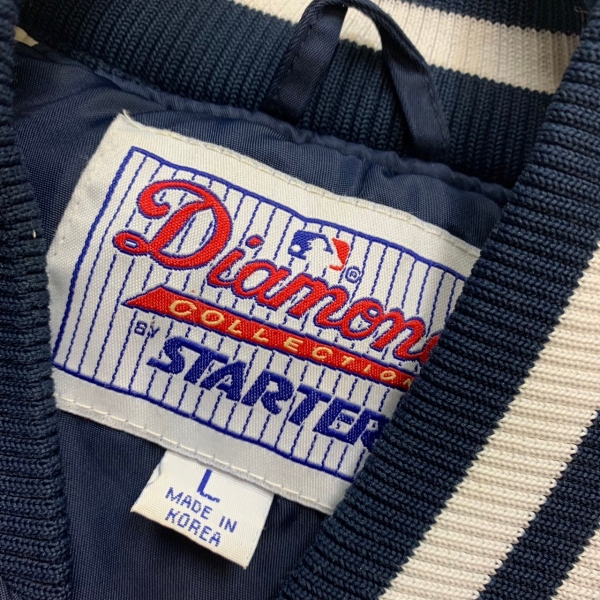 Diamond
®
COLLECTION
BY STARTER
L
MADE IN
KOREA